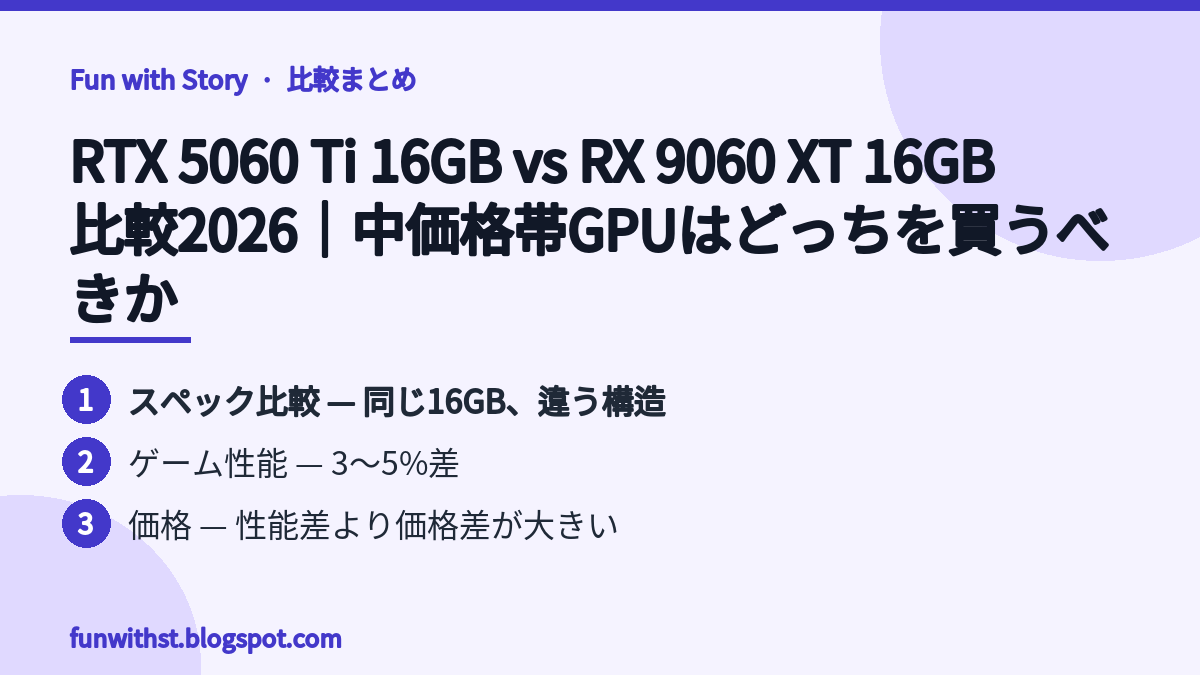 Fun with Story · 比較まとめ
RTX 5060 Ti 16GB vs RX 9060 XT 16GB
比較2026｜中価格帯GPUはどっちを買うべ
きか
1 スペック比較 — 同じ16GB、違う構造
2 ゲーム性能 — 3〜5%差
3 価格 — 性能差より価格差が大きい
funwithst.blogspot.com